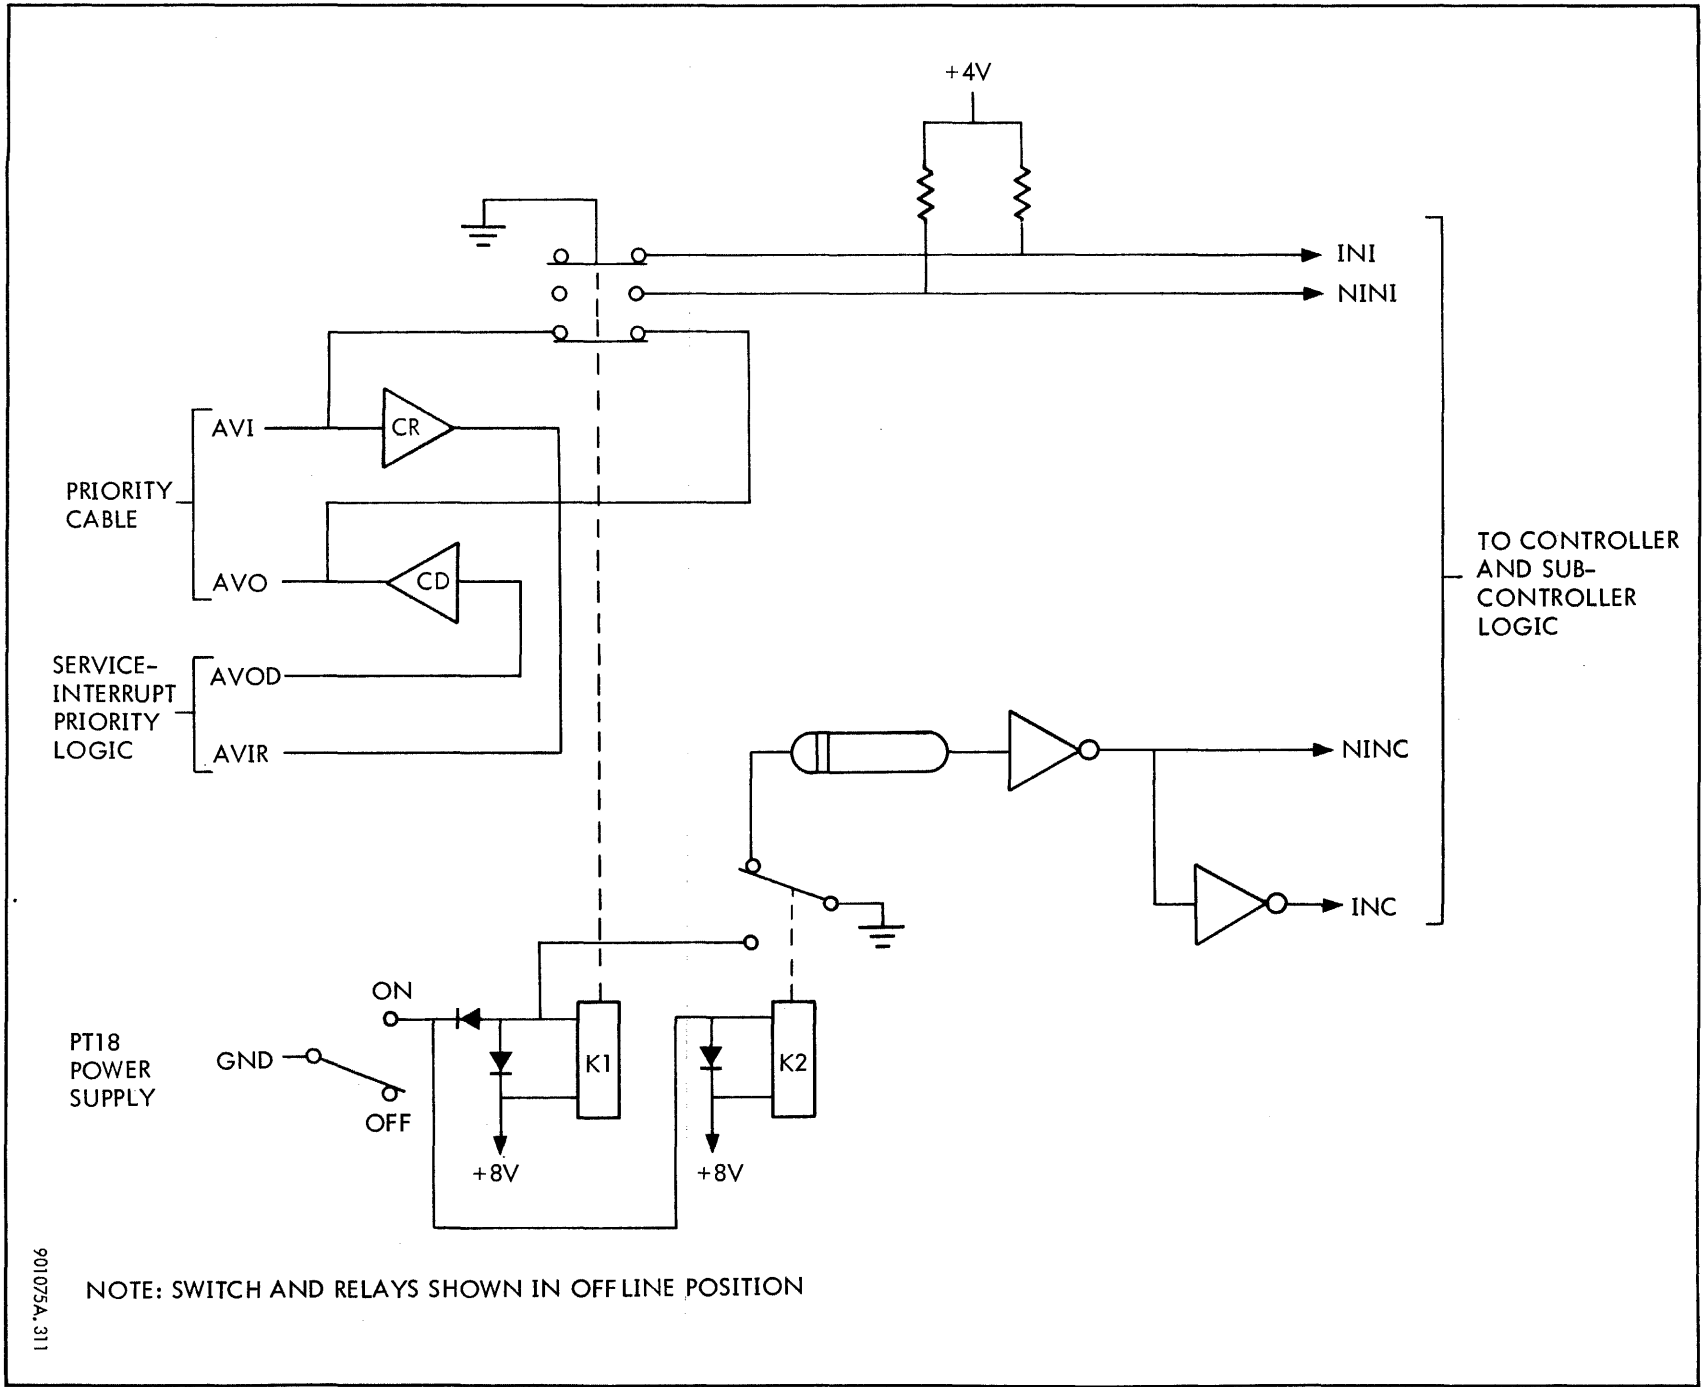 +4V
INI
NINI
AVI
CR
PRIORITY
CABLE
AVO
CD
TO CONTROLLER
AND SUB-
CONTROLLER
LOGIC
SERVICE-
INTERRUPT
PRIORITY
LOGIC
AVOD
AVIR
NINC
INC
ON
PT18
POWER
SUPPLY
GND
OFF
K1
K2
+8V
+8V
NOTE: SWITCH AND RELAYS SHOWN IN OFFLINE POSITION
901075A. 311